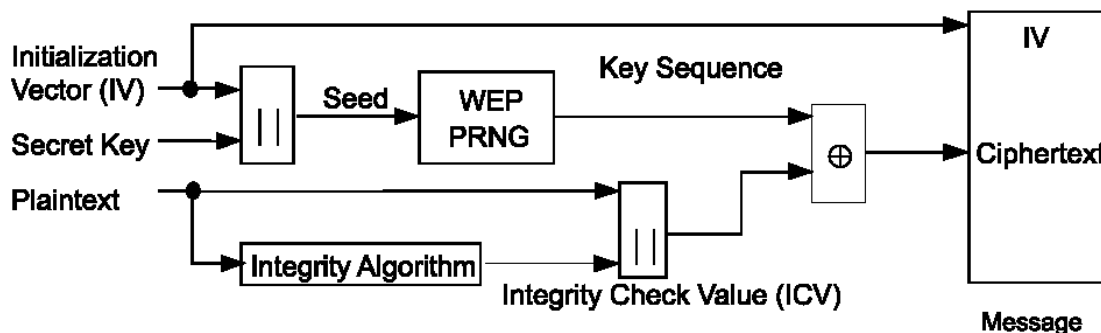 IV
Initialization
Vector (IV)
Key Sequence
Seed
WEP
PRNG
||
Secret Key
⊕
Ciphertext
Plaintext
||
Integrity Algorithm
Integrity Check Value (ICV)
Message